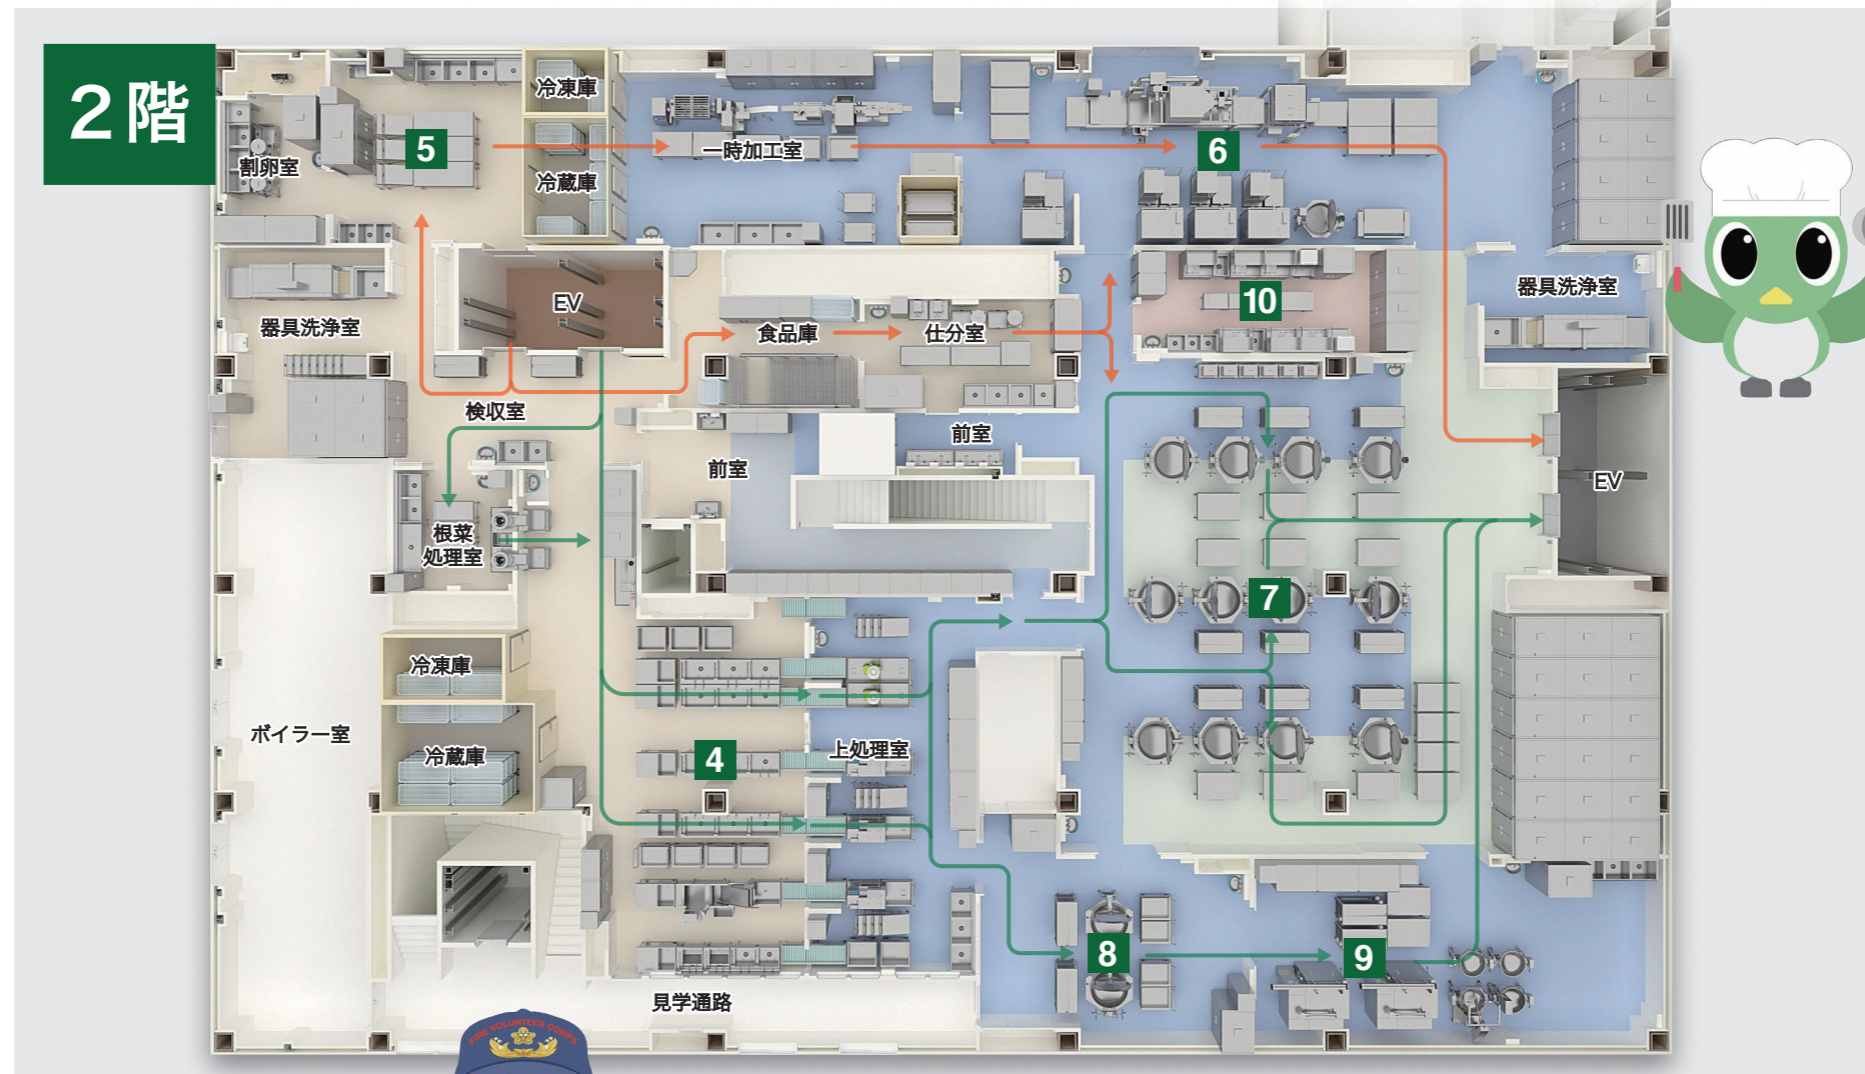 2階
冷凍庫
5
割卵室
冷蔵庫
一時加工室
6
器具洗浄室
EV
食品庫
仕分室
10
器具洗浄室
検収室
前室
前室
EV
根菜
処理室
7
冷凍庫
ボイラー室
冷蔵庫
4
上処理室
8
9
見学通路
FIRE VOLUNTEER CORPS